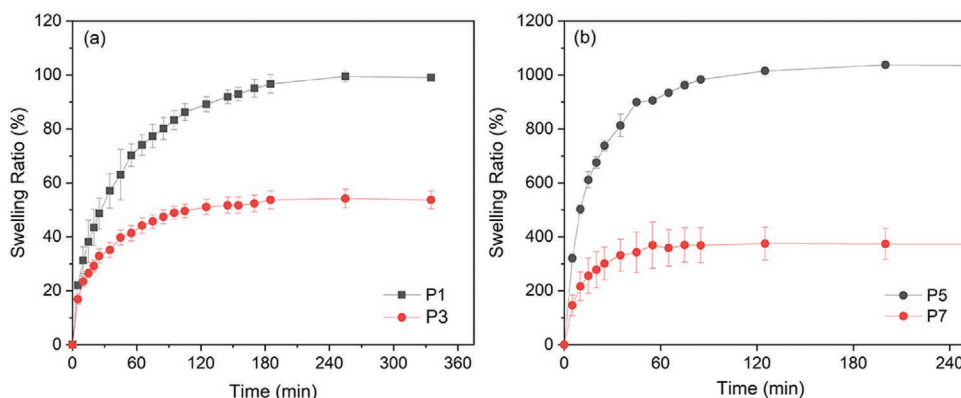 (a)
Swelling Ratio (%)
120
100
80
60
40
20
0
P1
P3
0 60 120 180 240 300 360
Time (min)
(b)
Swelling Ratio (%)
1200
1000
800
600
400
200
0
P5
P7
0 60 120 180 240
Time (min)